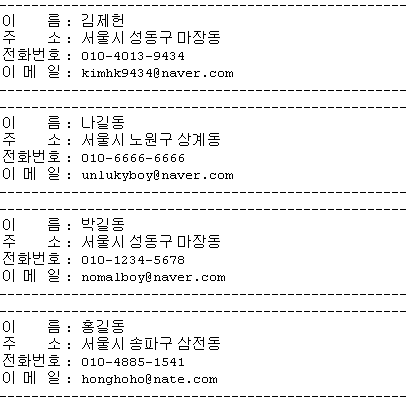 --------------------------------------------------
이    름 : 김제헌
주    소 : 서울시 성동구 마장동
전화번호 : 010-4013-9434
이 메 일 : kimhk9434@naver.com
--------------------------------------------------
--------------------------------------------------
이    름 : 나길동
주    소 : 서울시 노원구 상계동
전화번호 : 010-6666-6666
이 메 일 : unlukyboy@naver.com
--------------------------------------------------
--------------------------------------------------
이    름 : 박길동
주    소 : 서울시 성동구 마장동
전화번호 : 010-1234-5678
이 메 일 : nomalboy@naver.com
--------------------------------------------------
--------------------------------------------------
이    름 : 홍길동
주    소 : 서울시 송파구 삼전동
전화번호 : 010-4885-1541
이 메 일 : honghoho@nate.com
--------------------------------------------------